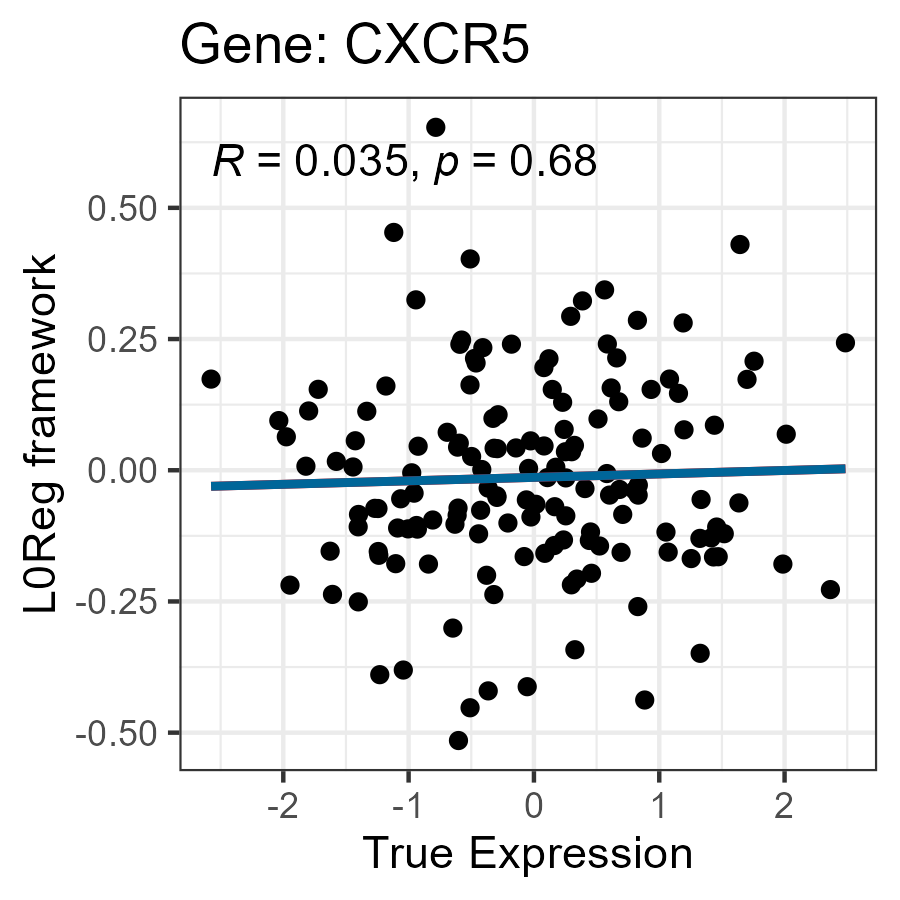 Gene: CXCR5
R = 0.035, p = 0.68
0.50
0.25
0.00
-0.25
-0.50
L0Reg framework
-2 -1 0 1 2
True Expression